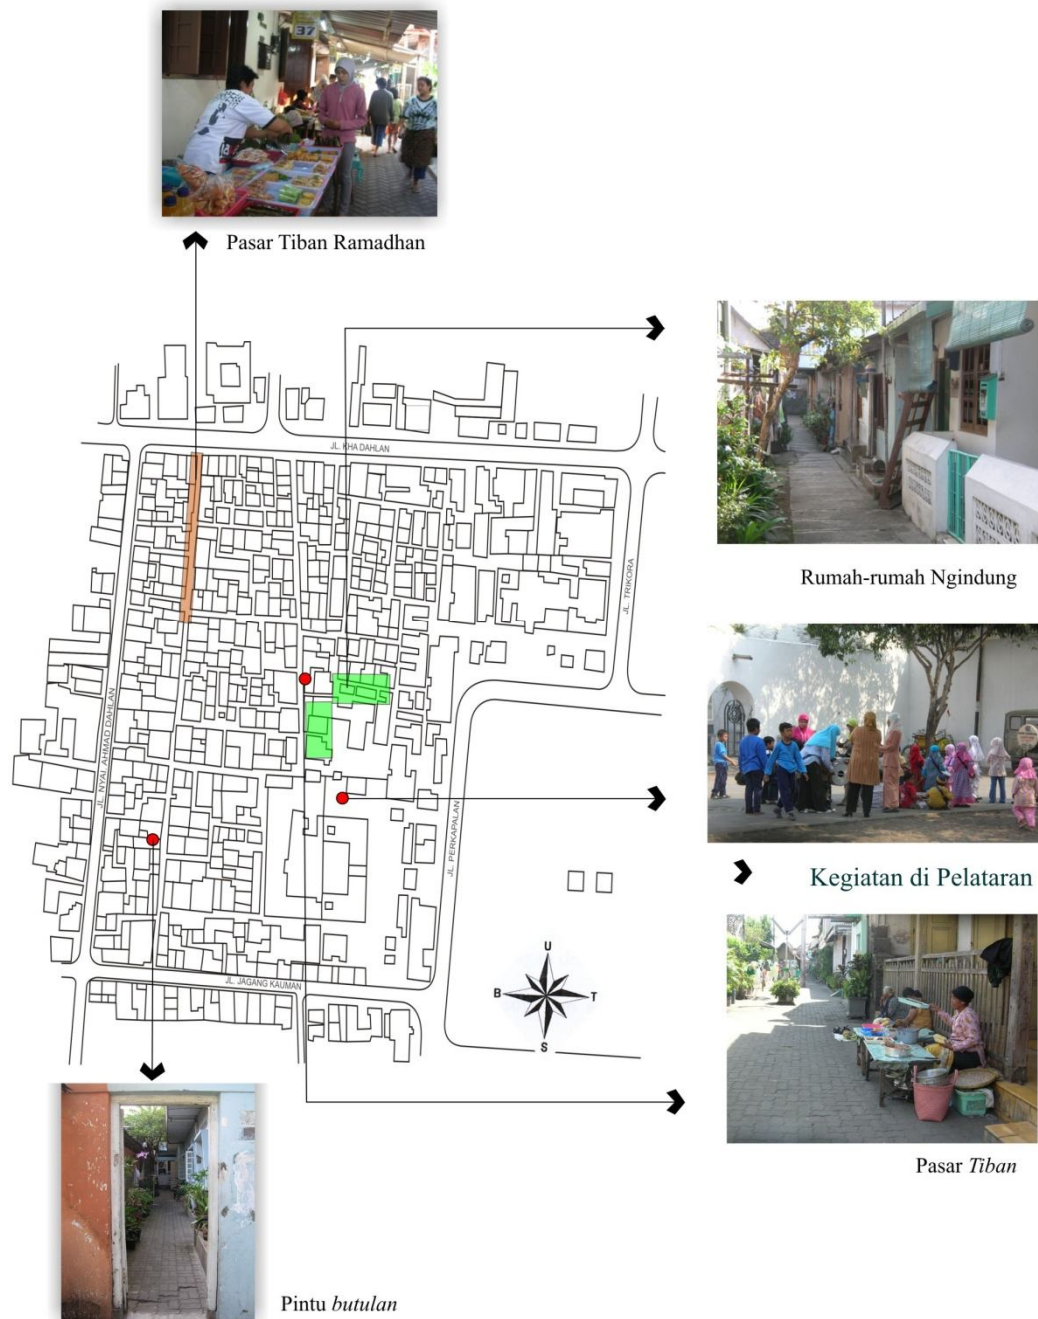 37
Pasar Tiban Ramadhan
JL. KHA DAHLAN
Rumah-rumah Ngindung
JL. TRIKORA
JL. NYAI AHMAD DAHLAN
JL. PERKAPALAN
Kegiatan di Pelataran
U
B
T
S
JL. JAGANG KAUMAN
Pasar Tiban
Pintu butulan